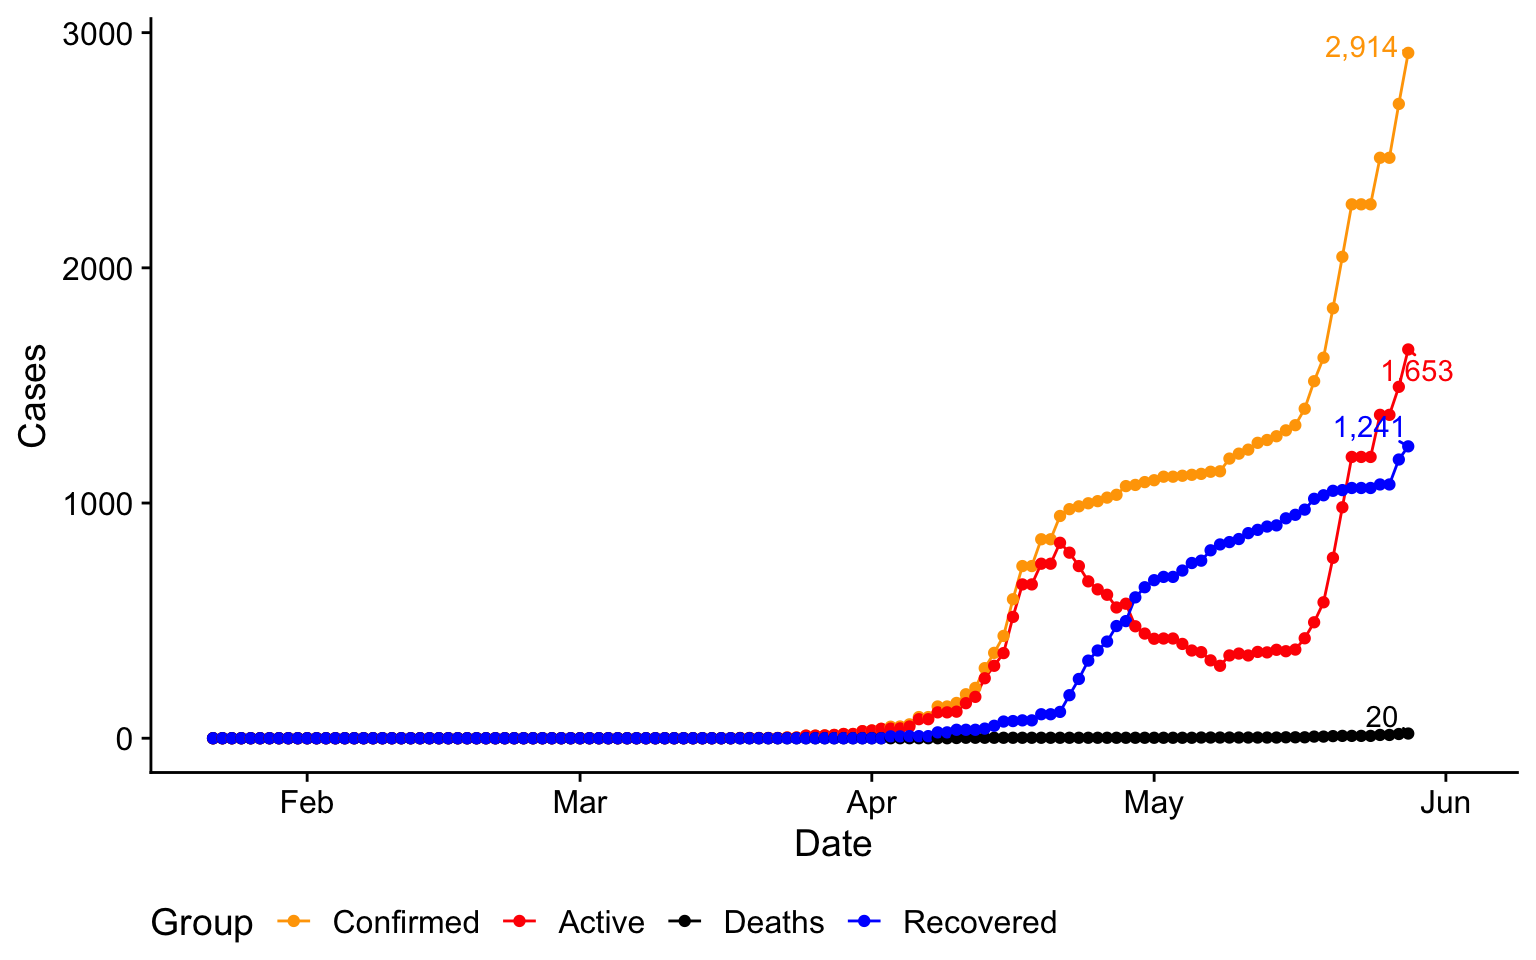 3000
2,914
2000
1,653
1,241
1000
20
0
Cases
Feb Mar Apr May Jun
Date
Group Confirmed Active Deaths Recovered